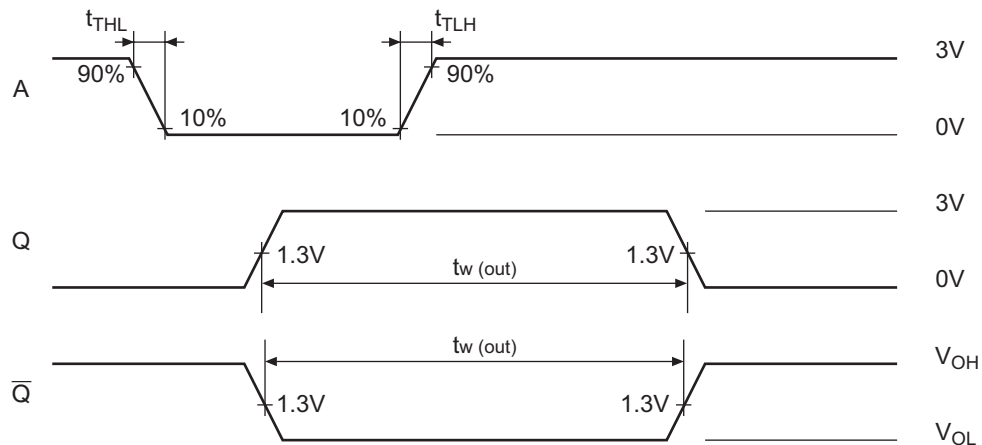 tTHL tTLH
3V
90% 90%
A
10% 10%
0V
3V
Q
1.3V 1.3V
tw (out)
0V
tw (out)
VOH
Q̅
1.3V 1.3V
VOL